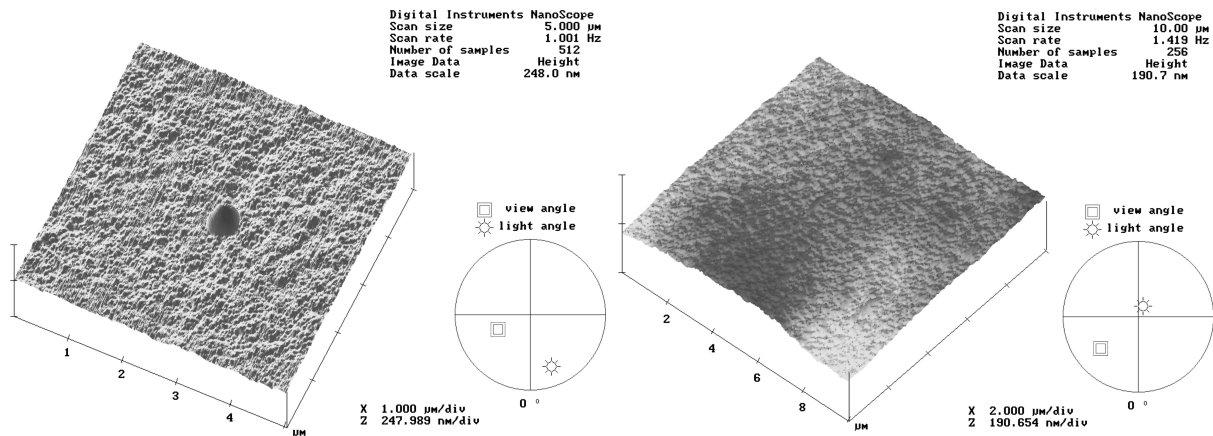 Digital Instruments NanoScope
Scan size 5.000 µm
Scan rate 1.001 Hz
Number of samples 512
Image Data Height
Data scale 248.0 nm
view angle
light angle
1
2
3
4
µm
0 °
X 1.000 µm/div
Z 247.989 nm/div
Digital Instruments NanoScope
Scan size 10.00 µm
Scan rate 1.419 Hz
Number of samples 256
Image Data Height
Data scale 190.7 nm
view angle
light angle
2
4
6
8
µm
0 °
X 2.000 µm/div
Z 190.654 nm/div